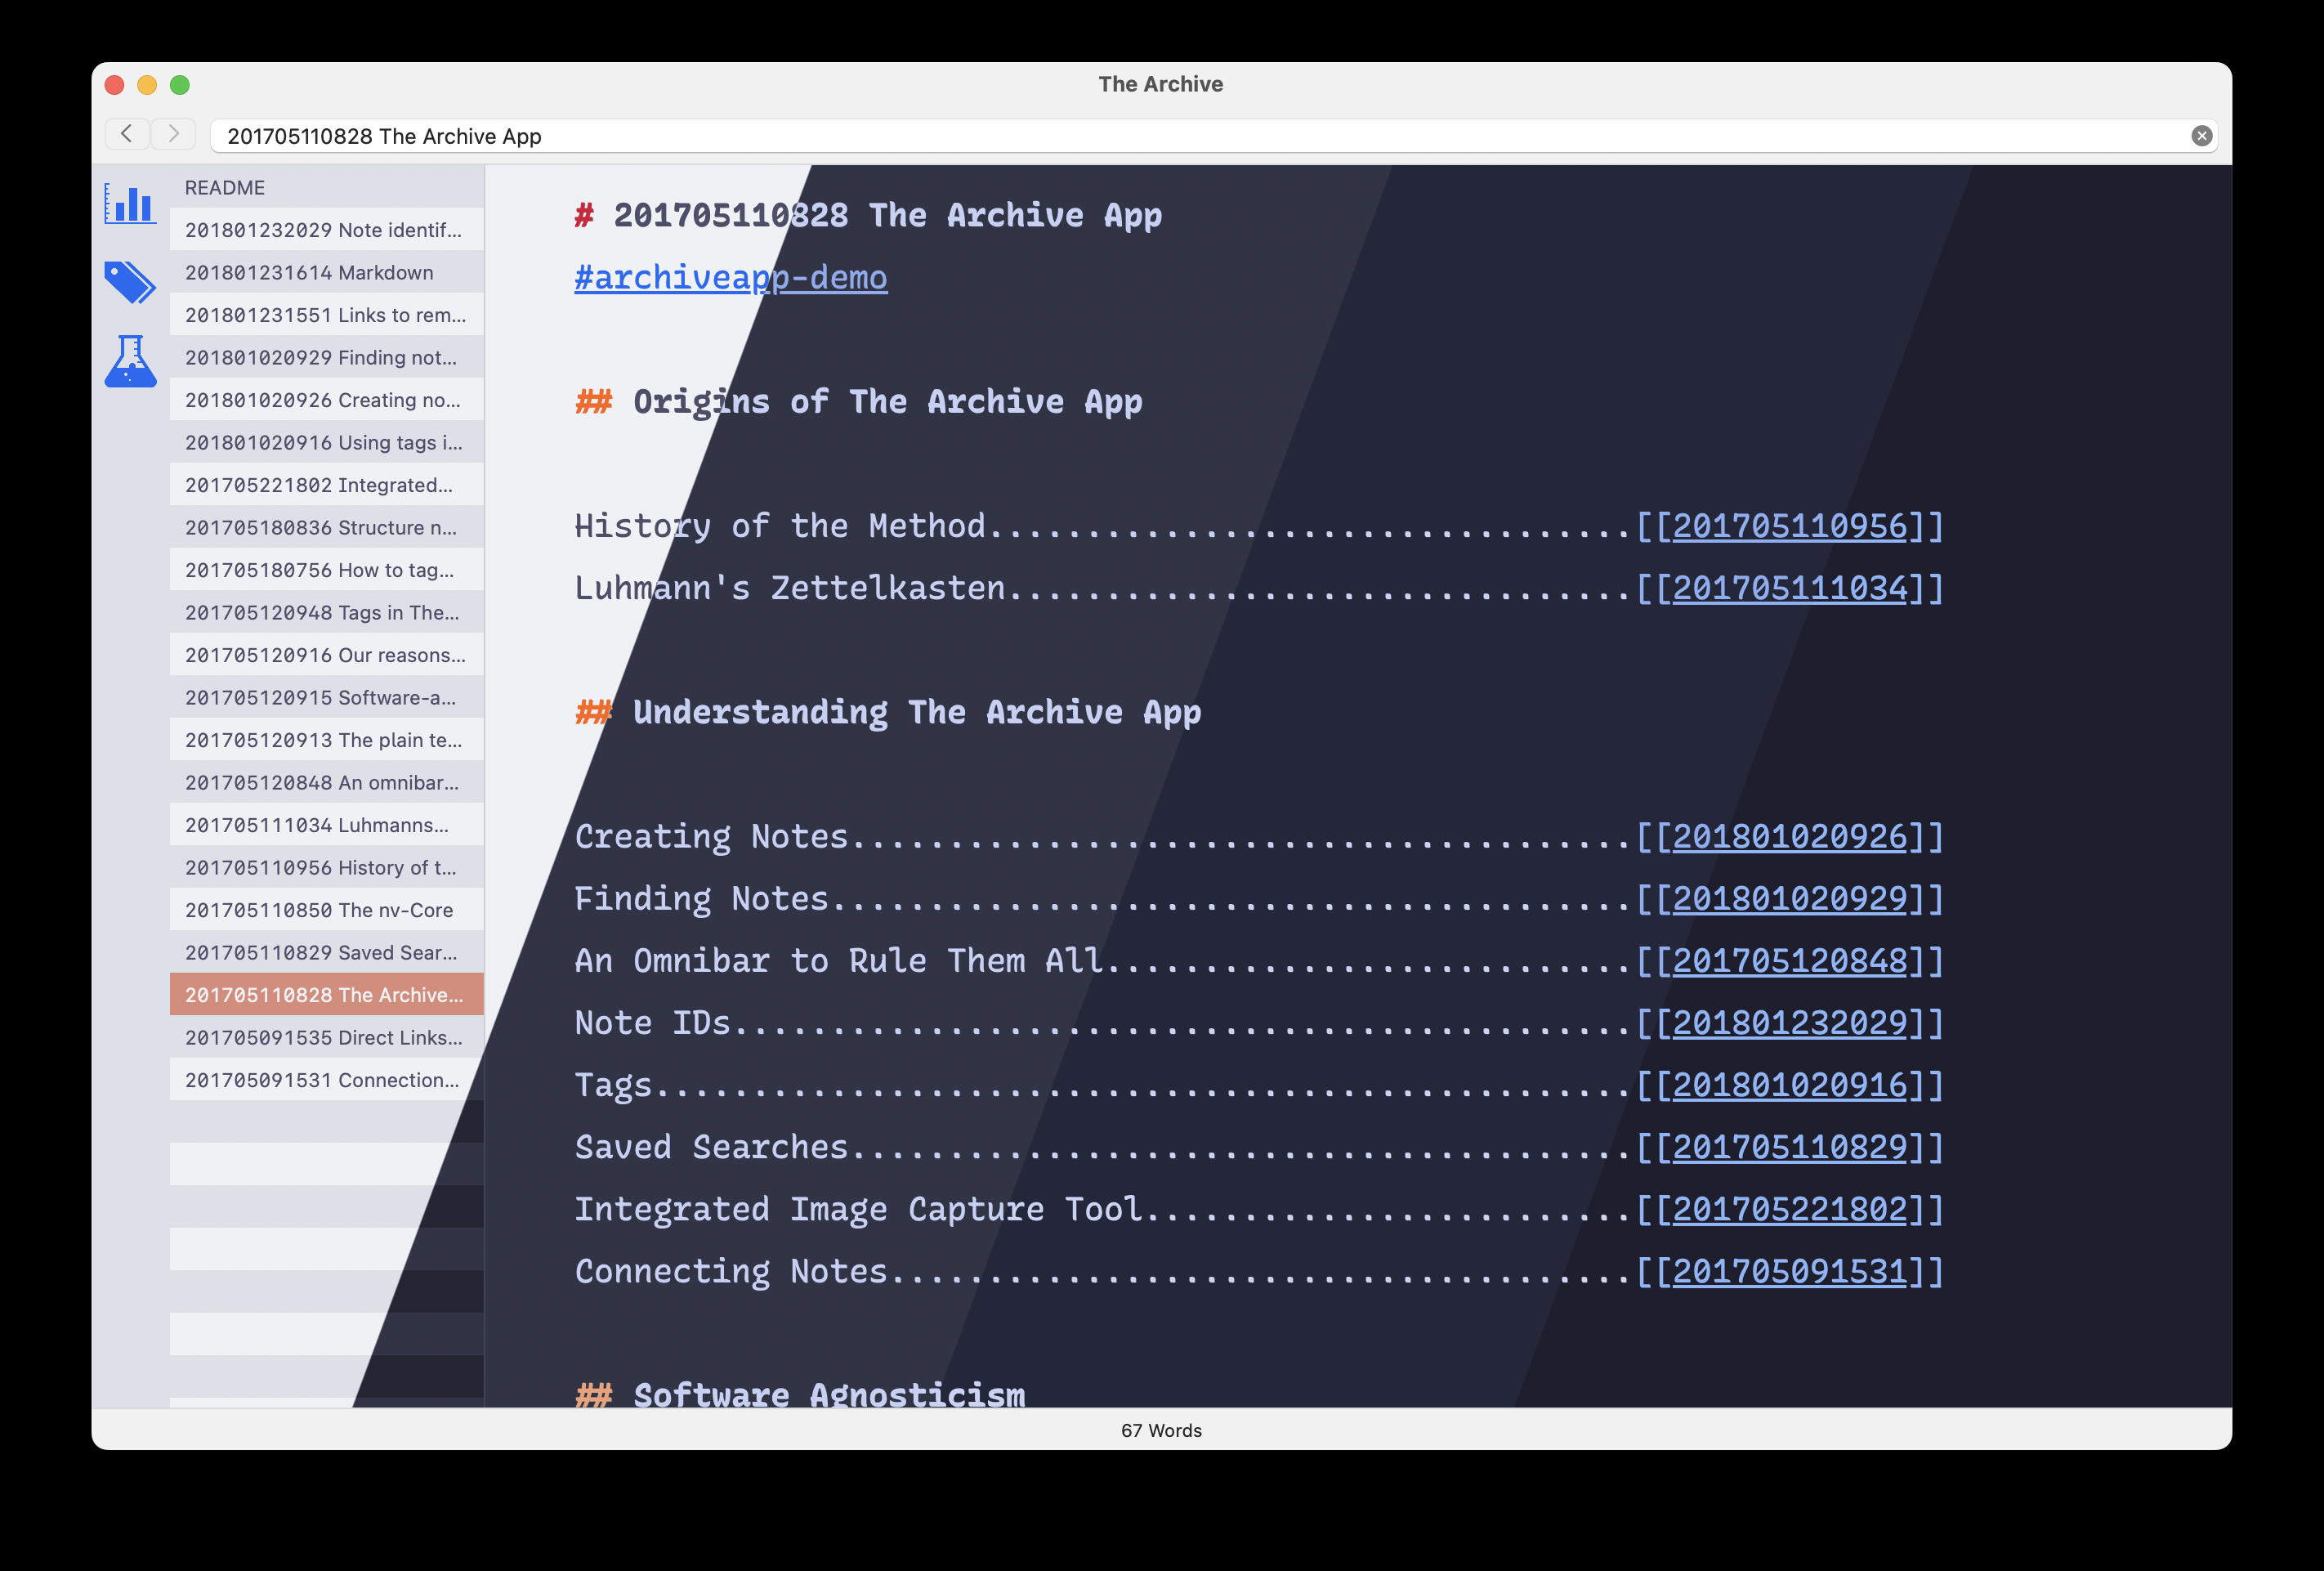 The Archive
201705110828 The Archive App
README
201801232029 Note identif...
201801231614 Markdown
201801231551 Links to rem...
201801020929 Finding not...
201801020926 Creating no...
201801020916 Using tags i...
201705221802 Integrated...
201705180836 Structure n...
201705180756 How to tag...
201705120948 Tags in The...
201705120916 Our reasons...
201705120915 Software-a...
201705120913 The plain te...
201705120848 An omnibar...
201705111034 Luhmanns...
201705110956 History of t...
201705110850 The nv-Core
201705110829 Saved Sear...
201705110828 The Archive...
201705091535 Direct Links...
201705091531 Connection...
# 201705110828 The Archive App
#archiveapp-demo
## Origins of The Archive App
History of the Method.................................[[201705110956]]
Luhmann's Zettelkasten................................[[201705111034]]
## Understanding The Archive App
Creating Notes........................................[[201801020926]]
Finding Notes.........................................[[201801020929]]
An Omnibar to Rule Them All...........................[[201705120848]]
Note IDs..............................................[[201801232029]]
Tags..................................................[[201801020916]]
Saved Searches........................................[[201705110829]]
Integrated Image Capture Tool.........................[[201705221802]]
Connecting Notes......................................[[201705091531]]
## Software Agnosticism
67 Words